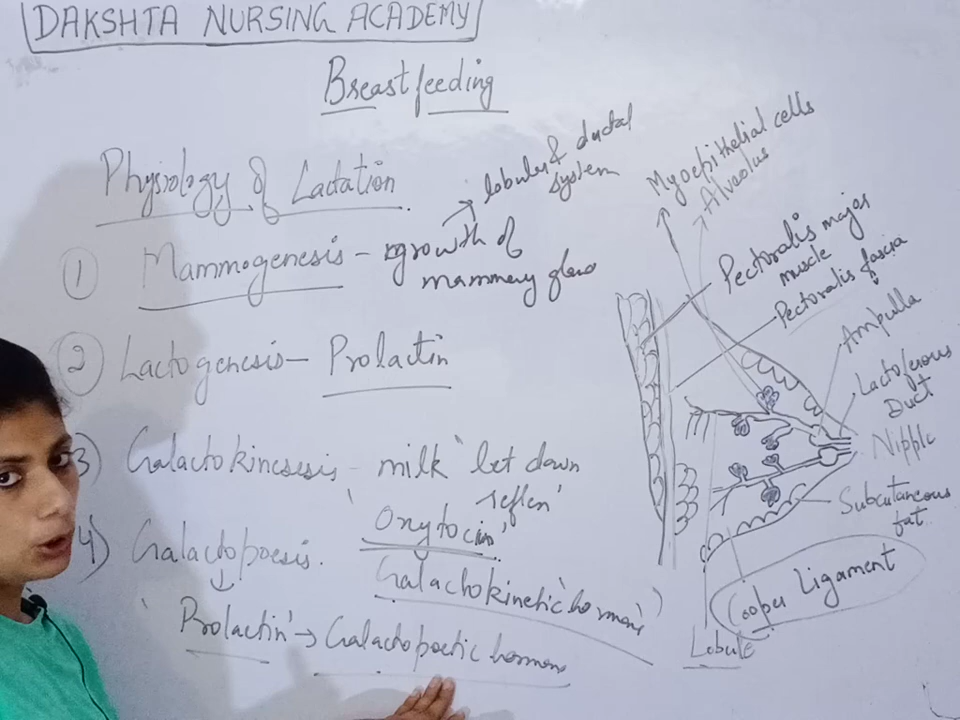 DAKSHTA NURSING ACADEMY
Breastfeeding
Physiology of Lactation
① Mammogenesis - growth of
mammary gland
lobular & ductal
system
② Lactogenesis - Prolactin
3) Galactokinesis - milk let down
reflex'
'Oxytocin'
Galactokinetic hormone'
4) Galactopoesis.
'Prolactin' → Galactopoetic hormone
Myoepithelial cells
Alveolus
Pectoralis major
muscle
Pectoralis fascia
Ampulla
Lactoferous
Duct
Nipple
Subcutaneous
fat
Cooper Ligament
Lobule